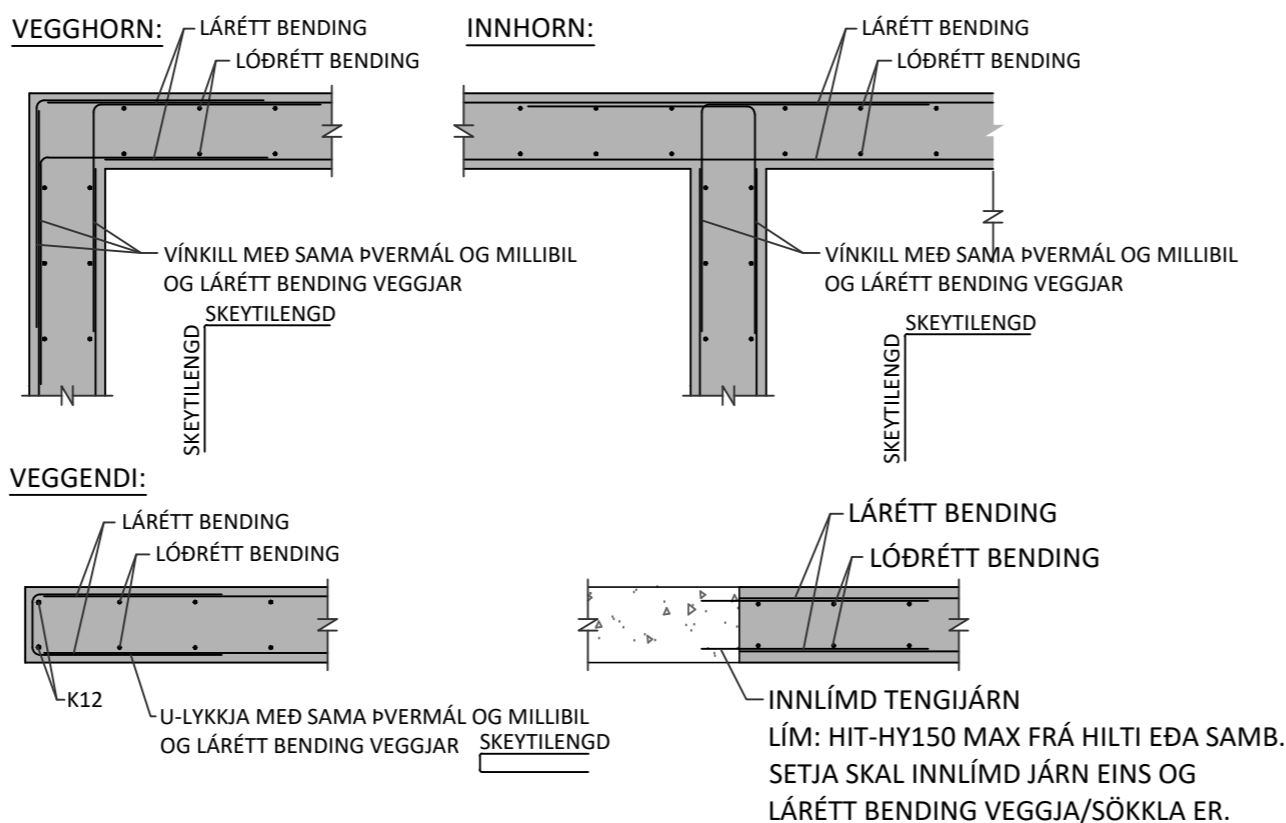 VEGGHORN:
LÁRÉTT BENDING
LÓÐRÉTT BENDING
N
N
VÍNKILL MEÐ SAMA ÞVERMÁL OG MILLIBIL
OG LÁRÉTT BENDING VEGGJAR
SKEYTILENGD
SKEYTILENGD
INNHORN:
LÁRÉTT BENDING
LÓÐRÉTT BENDING
VÍNKILL MEÐ SAMA ÞVERMÁL OG MILLIBIL
OG LÁRÉTT BENDING VEGGJAR
SKEYTILENGD
SKEYTILENGD
VEGGENDI:
LÁRÉTT BENDING
LÓÐRÉTT BENDING
K12
U-LYKKJA MEÐ SAMA ÞVERMÁL OG MILLIBIL
OG LÁRÉTT BENDING VEGGJAR
SKEYTILENGD
LÁRÉTT BENDING
LÓÐRÉTT BENDING
INNLÍMD TENGIJÁRN
LÍM: HIT-HY150 MAX FRÁ HILTI EÐA SAMB.
SETJA SKAL INNLÍMD JÁRN EINS OG
LÁRÉTT BENDING VEGGJA/SÖKKLA ER.